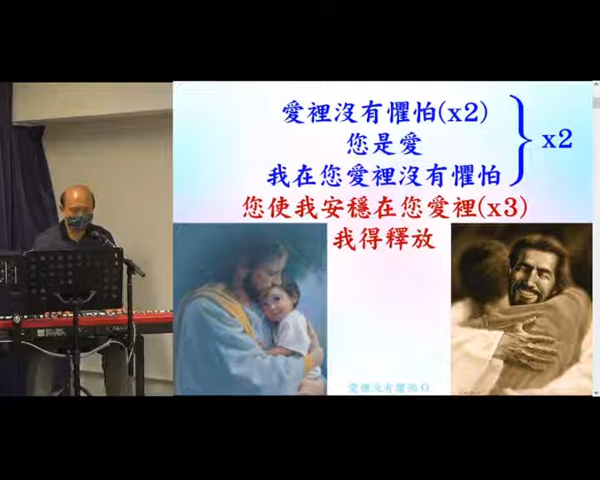 愛裡沒有懼怕(x2)
您是愛
x2
我在您愛裡沒有懼怕
您使我安穩在您愛裡(x3)
我得釋放
愛裡沒有懼怕 G